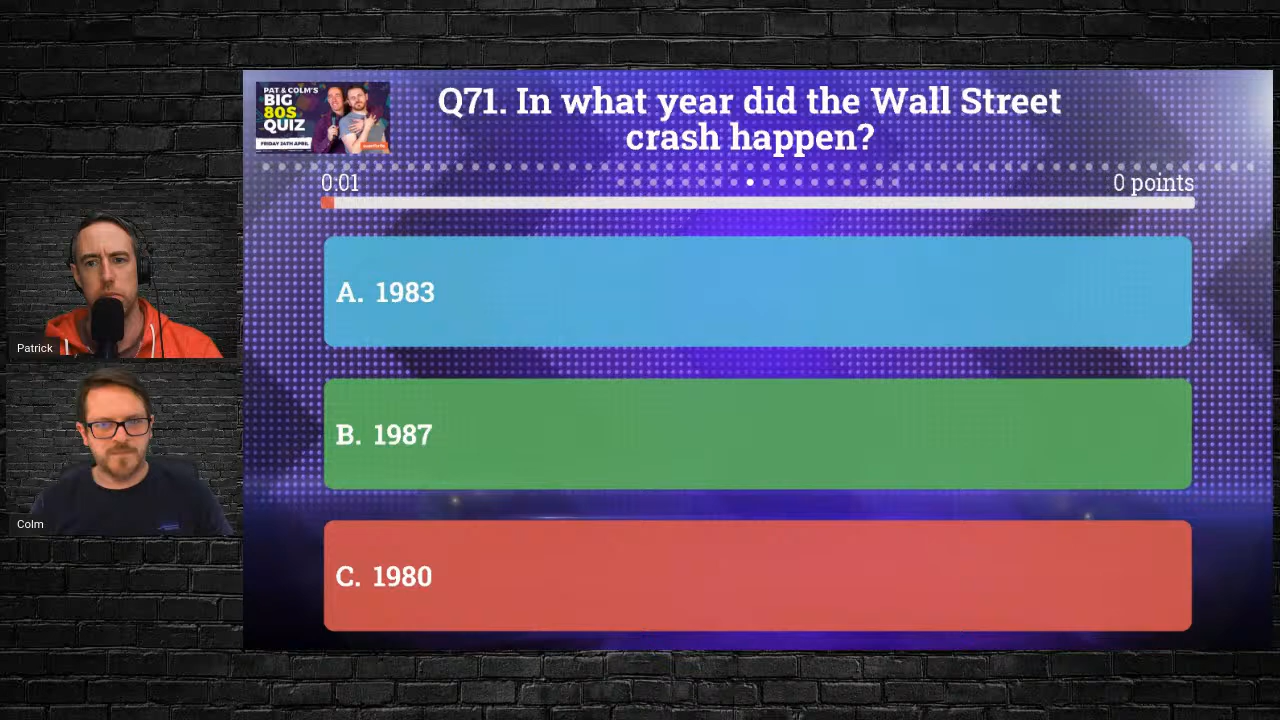 PAT & COLM'S
BIG
80S
QUIZ
FRIDAY 24TH APRIL
Q71. In what year did the Wall Street
crash happen?
0:01
0 points
A. 1983
B. 1987
C. 1980
Patrick
Colm